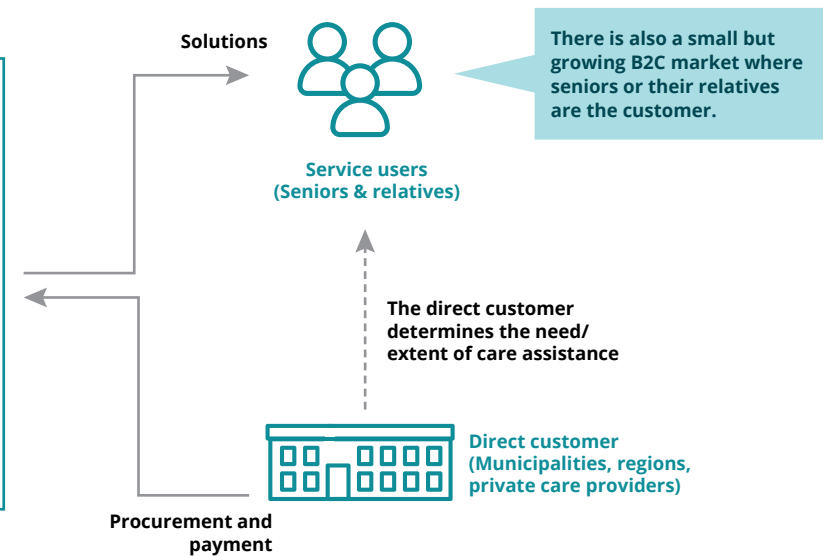 Solutions
There is also a small but
growing B2C market where
seniors or their relatives
are the customer.
Service users
(Seniors & relatives)
The direct customer
determines the need/
extent of care assistance
Direct customer
(Municipalities, regions,
private care providers)
Procurement and
payment